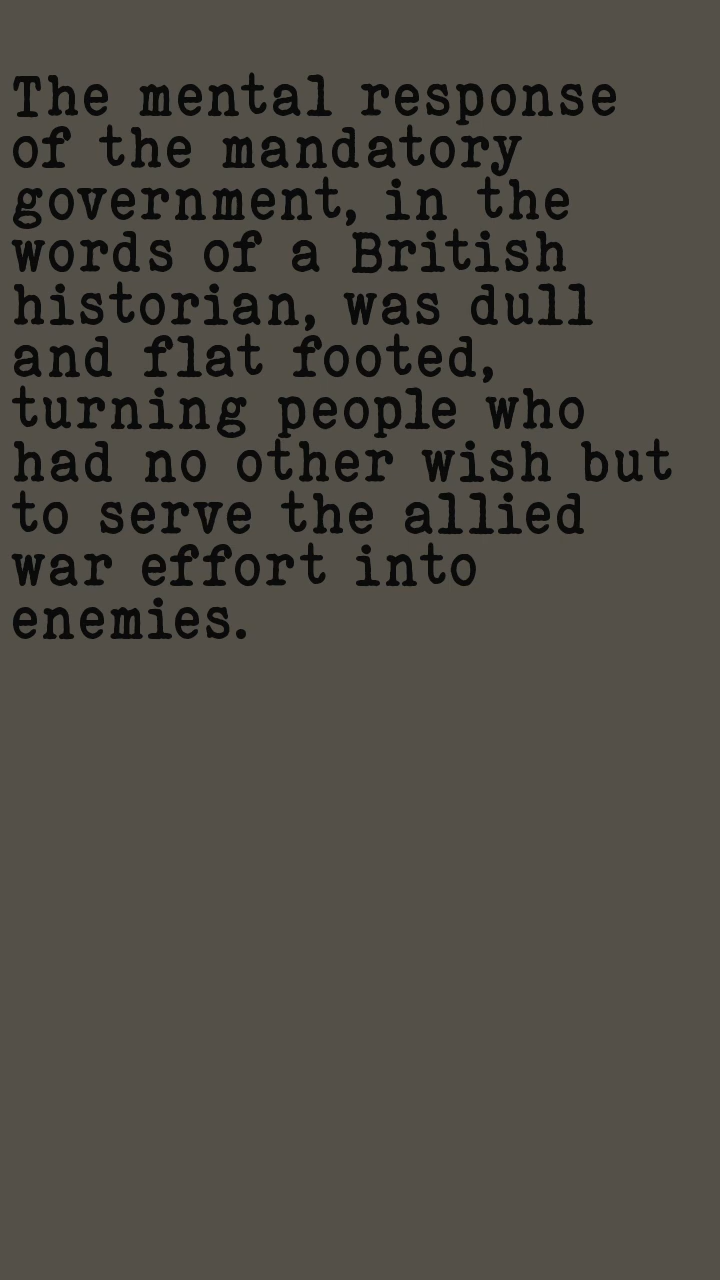 The mental response
of the mandatory
government, in the
words of a British
historian, was dull
and flat footed,
turning people who
had no other wish but
to serve the allied
war effort into
enemies.